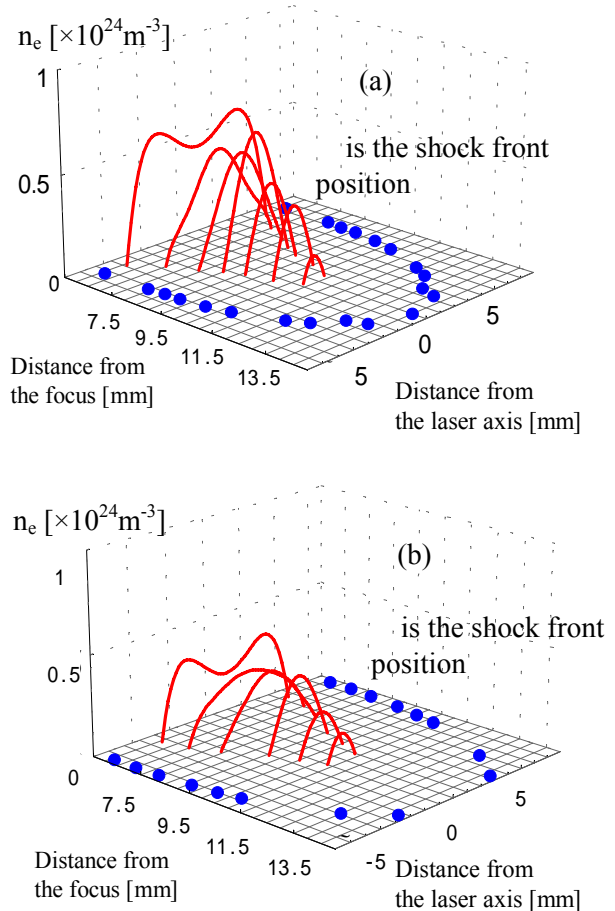 nₑ [×10²⁴m⁻³]
1
(a)
is the shock front
position
0.5
0
7.5
9.5
11.5
13.5
5
0
5
Distance from
the focus [mm]
Distance from
the laser axis [mm]
nₑ [×10²⁴m⁻³]
1
(b)
is the shock front
position
0.5
0
7.5
9.5
11.5
13.5
-5
0
5
Distance from
the focus [mm]
Distance from
the laser axis [mm]